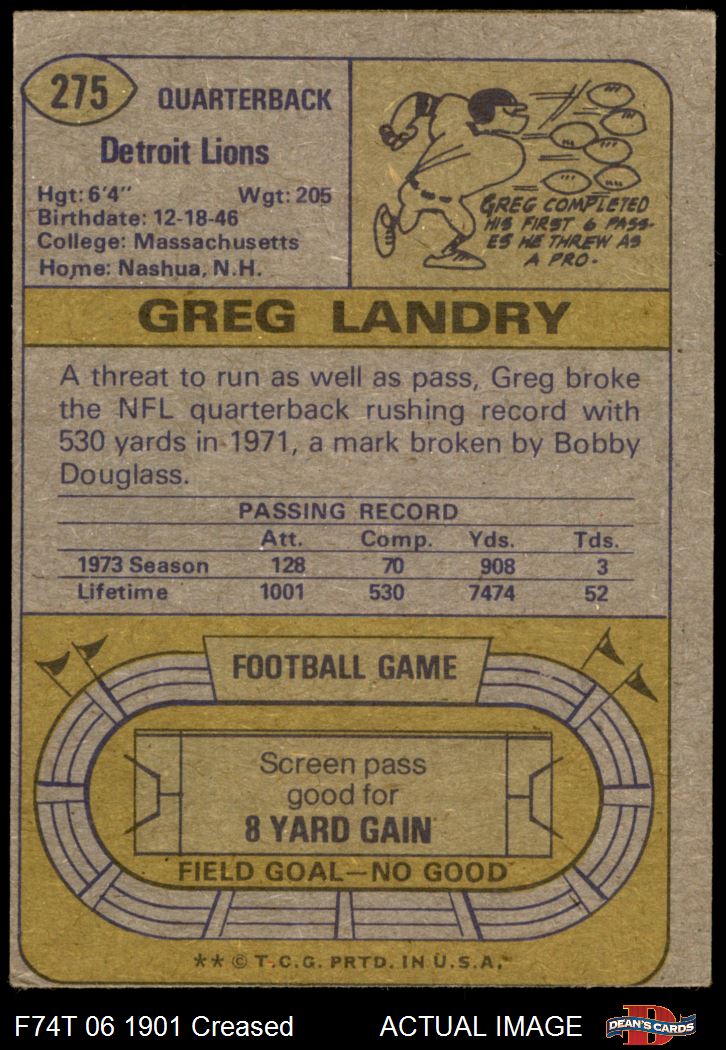 275
QUARTERBACK
Detroit Lions
Hgt: 6'4" Wgt: 205
Birthdate: 12-18-46
College: Massachusetts
Home: Nashua, N.H.
GREG COMPLETED
HIS FIRST 6 PASS-
ES HE THREW AS
A PRO.
GREG LANDRY
A threat to run as well as pass, Greg broke
the NFL quarterback rushing record with
530 yards in 1971, a mark broken by Bobby
Douglass.
PASSING RECORD
Att. Comp. Yds. Tds.
1973 Season 128 70 908 3
Lifetime 1001 530 7474 52
FOOTBALL GAME
Screen pass
good for
8 YARD GAIN
FIELD GOAL—NO GOOD
** © T.C.G. PRTD. IN U.S.A.
F74T 06 1901 Creased ACTUAL IMAGE
D
DEAN'S CARDS